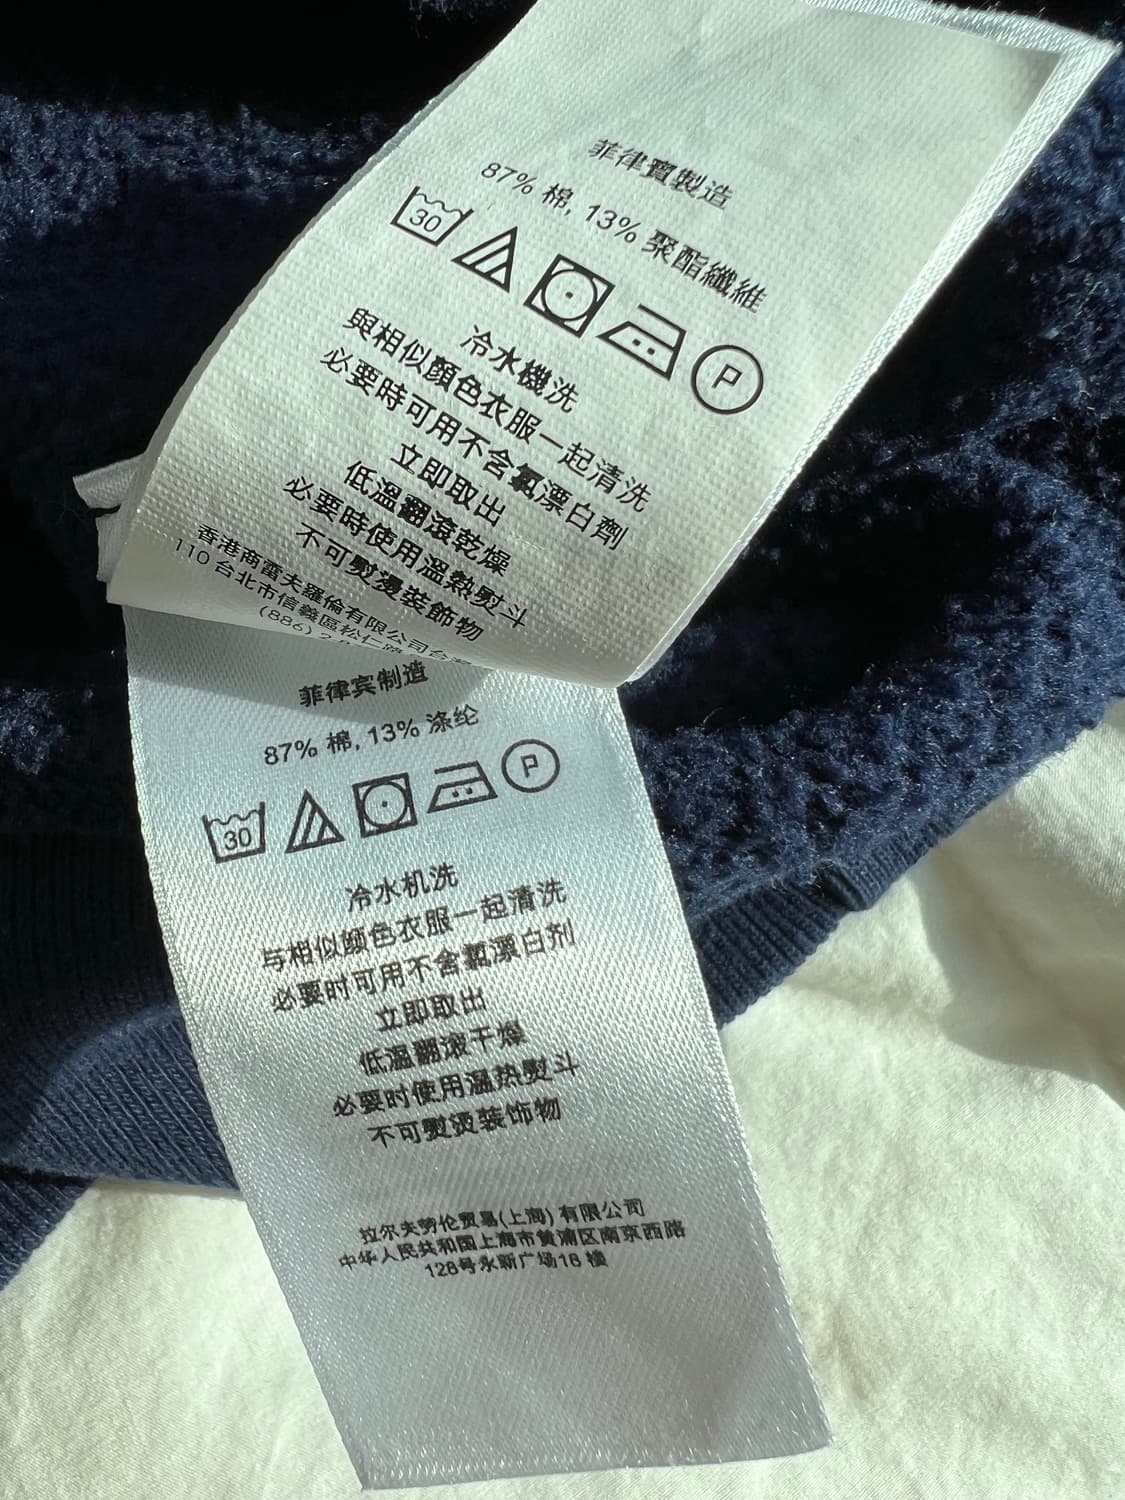 菲律賓製造
87% 棉, 13% 聚酯纖維
30
P
冷水機洗
與相似顏色衣服一起清洗
必要時可用不含氯漂白劑
立即取出
低溫翻滾乾燥
必要時使用溫熱熨斗
不可熨燙裝飾物
香港商雷夫羅倫有限公司台灣
110 台北市信義區松仁路
(886) 2
菲律宾制造
87% 棉, 13% 涤纶
30
P
冷水机洗
与相似颜色衣服一起清洗
必要时可用不含氯漂白剂
立即取出
低温翻滚干燥
必要时使用温热熨斗
不可熨烫装饰物
拉尔夫劳伦贸易(上海) 有限公司
中华人民共和国上海市黄浦区南京西路
128号永新广场18 楼